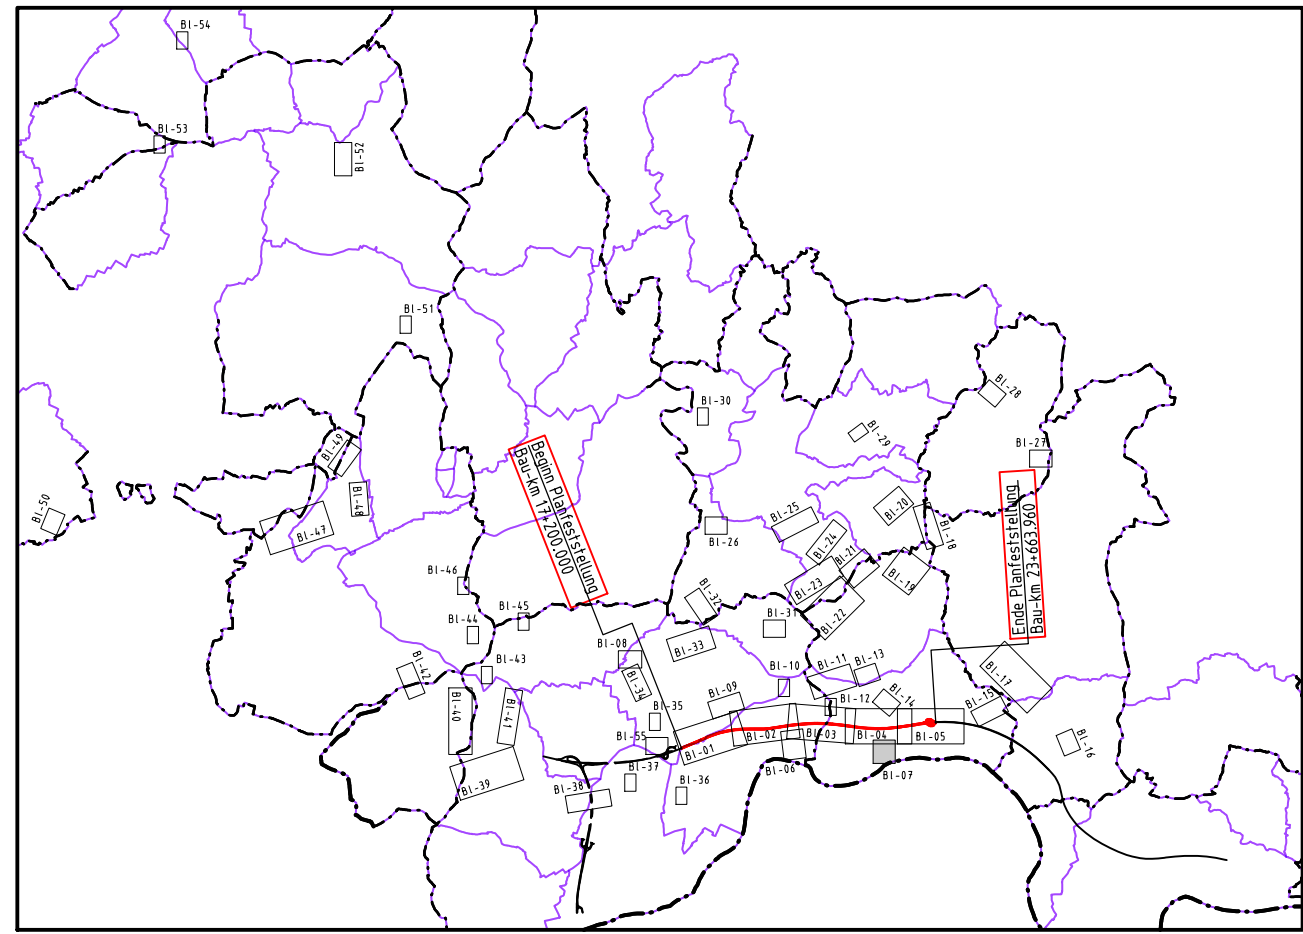 Bl-54
Bl-53
Bl-52
Bl-51
Bl-30
Bl-28
Bl-29
Bl-27
Bl-49
Bl-50
Bl-48
Bl-47
Beginn Planfeststellung
Bau-km 17+200.000
Ende Planfeststellung
Bau-km 23+663.960
Bl-25
Bl-20
Bl-18
Bl-26
Bl-24
Bl-21
Bl-19
Bl-23
Bl-22
Bl-46
Bl-45
Bl-44
Bl-32
Bl-31
Bl-33
Bl-08
Bl-43
Bl-42
Bl-34
Bl-10
Bl-11
Bl-13
Bl-17
Bl-40
Bl-41
Bl-35
Bl-09
Bl-12
Bl-14
Bl-15
Bl-16
Bl-55
Bl-01
Bl-02
Bl-03
Bl-04
Bl-05
Bl-06
Bl-07
Bl-39
Bl-38
Bl-37
Bl-36